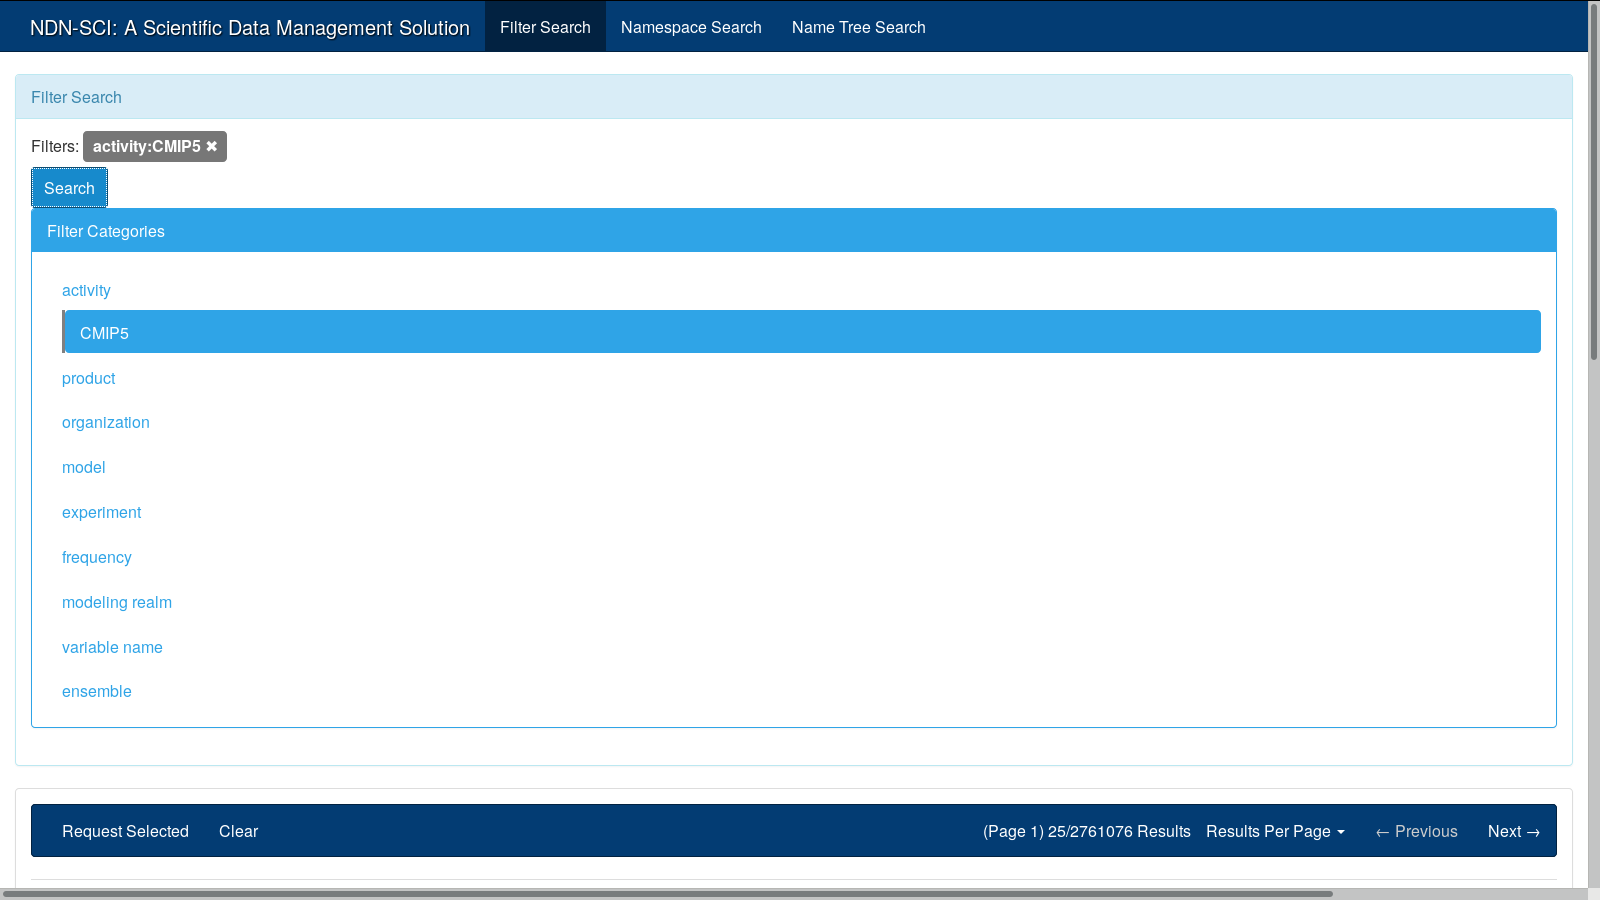 NDN-SCI: A Scientific Data Management Solution Filter Search Namespace Search Name Tree Search
Filter Search
Filters: activity:CMIP5 ✖
Search
Filter Categories
activity
CMIP5
product
organization
model
experiment
frequency
modeling realm
variable name
ensemble
Request Selected Clear (Page 1) 25/2761076 Results Results Per Page ← Previous Next →